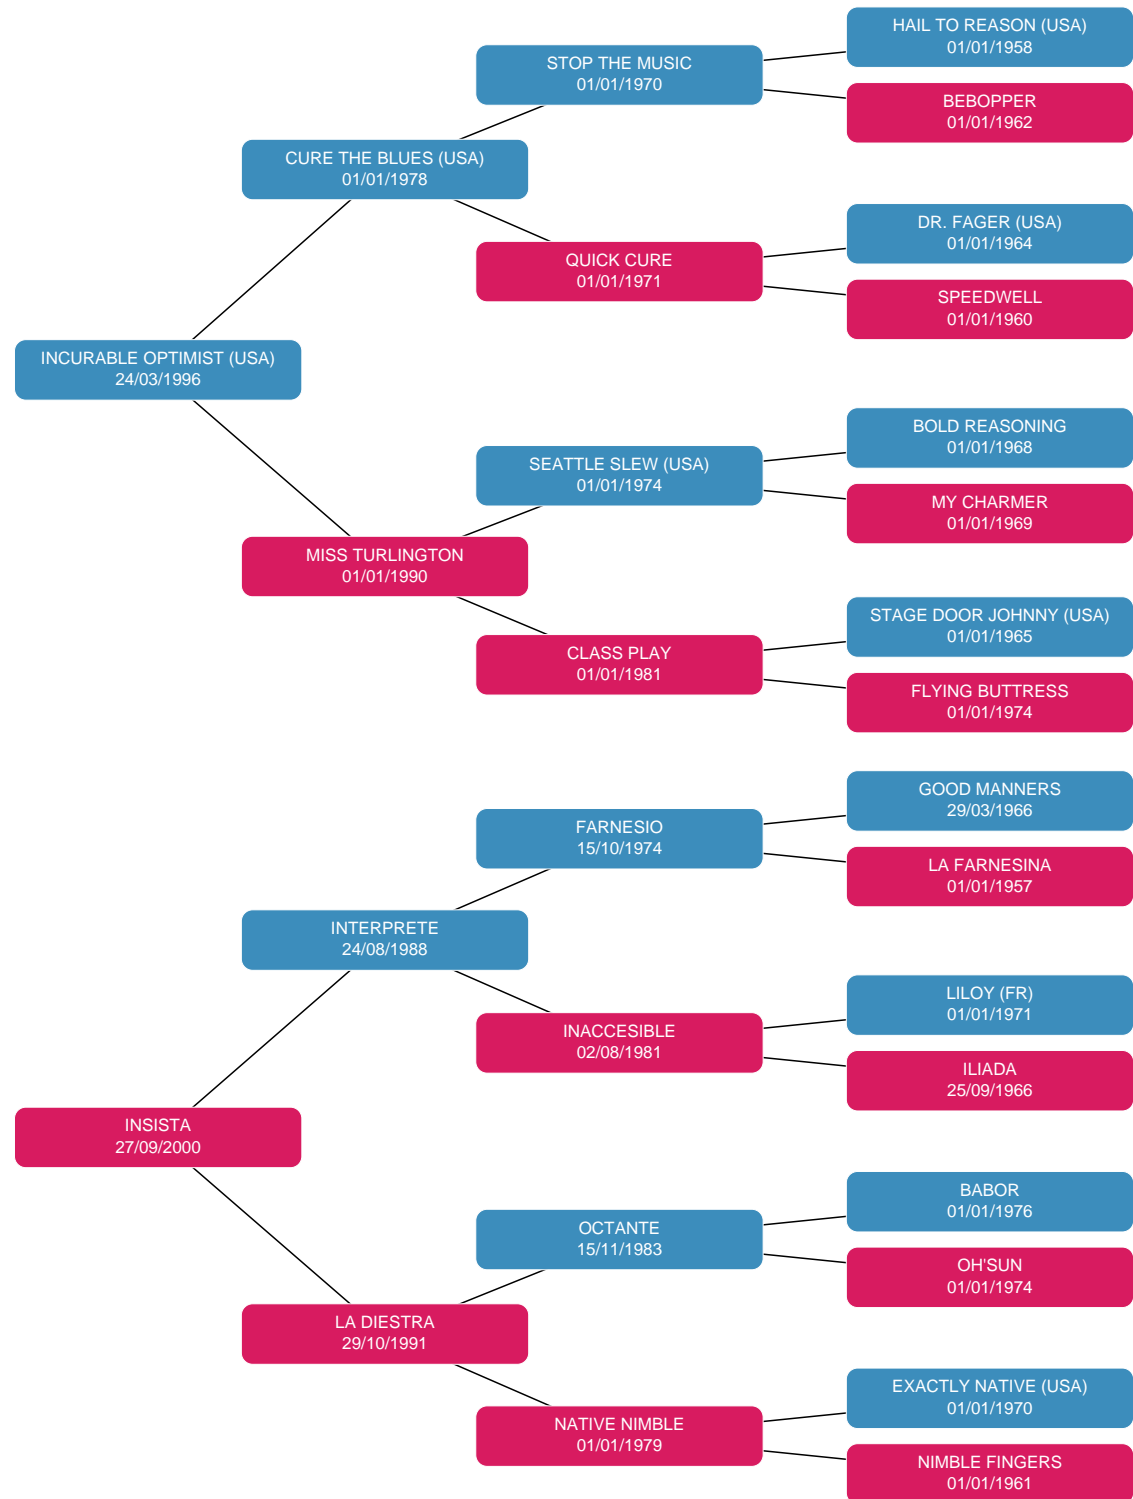 HAIL TO REASON (USA)
01/01/1958
STOP THE MUSIC
01/01/1970
BEBOPPER
01/01/1962
CURE THE BLUES (USA)
01/01/1978
DR. FAGER (USA)
01/01/1964
QUICK CURE
01/01/1971
SPEEDWELL
01/01/1960
INCURABLE OPTIMIST (USA)
24/03/1996
BOLD REASONING
01/01/1968
SEATTLE SLEW (USA)
01/01/1974
MY CHARMER
01/01/1969
MISS TURLINGTON
01/01/1990
STAGE DOOR JOHNNY (USA)
01/01/1965
CLASS PLAY
01/01/1981
FLYING BUTTRESS
01/01/1974
GOOD MANNERS
29/03/1966
FARNESIO
15/10/1974
LA FARNESINA
01/01/1957
INTERPRETE
24/08/1988
LILOY (FR)
01/01/1971
INACCESIBLE
02/08/1981
ILIADA
25/09/1966
INSISTA
27/09/2000
BABOR
01/01/1976
OCTANTE
15/11/1983
OH'SUN
01/01/1974
LA DIESTRA
29/10/1991
EXACTLY NATIVE (USA)
01/01/1970
NATIVE NIMBLE
01/01/1979
NIMBLE FINGERS
01/01/1961